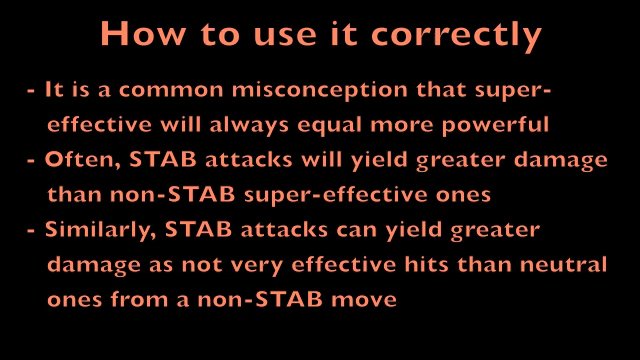 How to use it correctly
- It is a common misconception that super-
effective will always equal more powerful
- Often, STAB attacks will yield greater damage
than non-STAB super-effective ones
- Similarly, STAB attacks can yield greater
damage as not very effective hits than neutral
ones from a non-STAB move